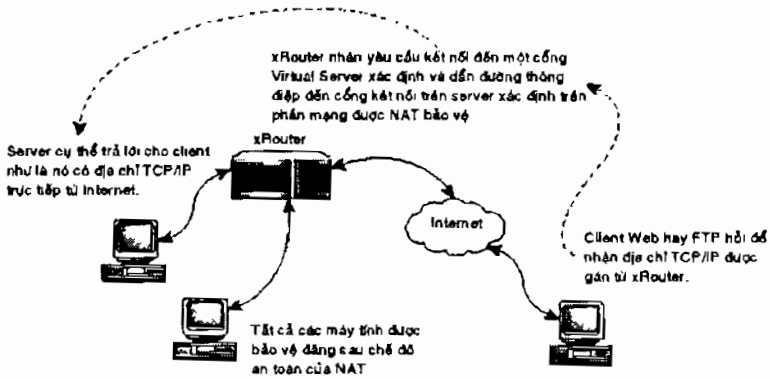 xRouter nhận yêu cầu kết nối đến một cổng
Virtual Server xác định và dẫn đường thông
điệp đến cổng kết nối trên server xác định trên
phần mạng được NAT bảo vệ
xRouter
Server cụ thể trả lời cho client
như là nó có địa chỉ TCP/IP
trực tiếp từ Internet.
Internet
Client Web hay FTP hỏi để
nhận địa chỉ TCP/IP được
gán từ xRouter.
Tất cả các máy tính được
bảo vệ đăng sau chế độ
an toàn của NAT